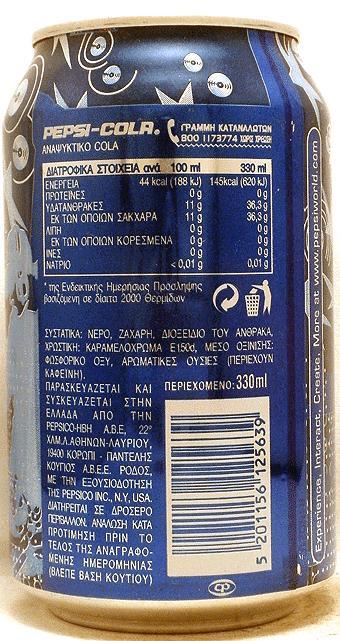 PEPSI-COLA.
ΑΝΑΨΥΚΤΙΚΟ COLA
ΓΡΑΜΜΗ ΚΑΤΑΝΑΛΩΤΩΝ
800 1173774 ΧΩΡΙΣ ΧΡΕΩΣΗ
ΔΙΑΤΡΟΦΙΚΑ ΣΤΟΙΧΕΙΑ ανά 100 ml 330 ml
ΕΝΕΡΓΕΙΑ 44 kcal (188 kJ) 145kcal (620 kJ)
ΠΡΩΤΕΪΝΕΣ 0 g 0 g
ΥΔΑΤΑΝΘΡΑΚΕΣ 11 g 36,3 g
ΕΚ ΤΩΝ ΟΠΟΙΩΝ ΣΑΚΧΑΡΑ 11 g 36,3 g
ΛΙΠΗ 0 g 0 g
ΕΚ ΤΩΝ ΟΠΟΙΩΝ ΚΟΡΕΣΜΕΝΑ 0 g 0 g
ΙΝΕΣ 0 g 0 g
ΝΑΤΡΙΟ <0,01 g 0,01 g
*της Ενδεικτικής Ημερήσιας Πρόσληψης
βασιζόμενη σε δίαιτα 2000 Θερμίδων
ΣΥΣΤΑΤΙΚΑ: ΝΕΡΟ, ΖΑΧΑΡΗ, ΔΙΟΞΕΙΔΙΟ ΤΟΥ ΑΝΘΡΑΚΑ,
ΧΡΩΣΤΙΚΗ: ΚΑΡΑΜΕΛΟΧΡΩΜΑ E150d, ΜΕΣΟ ΟΞΙΝΙΣΗΣ:
ΦΩΣΦΟΡΙΚΟ ΟΞΥ, ΑΡΩΜΑΤΙΚΕΣ ΟΥΣΙΕΣ (ΠΕΡΙΕΧΟΥΝ
ΚΑΦΕΪΝΗ).
ΠΑΡΑΣΚΕΥΑΖΕΤΑΙ ΚΑΙ
ΣΥΣΚΕΥΑΖΕΤΑΙ ΣΤΗΝ
ΕΛΛΑΔΑ ΑΠΟ ΤΗΝ
PEPSICO-HBH Α.Β.Ε, 22°
ΧΛΜ.Λ.ΑΘΗΝΩΝ-ΛΑΥΡΙΟΥ,
19400 ΚΟΡΩΠΙ - ΠΑΝΤΕΛΗΣ
ΚΟΥΓΙΟΣ Α.Β.Ε.Ε. ΡΟΔΟΣ,
ΜΕ ΤΗΝ ΕΞΟΥΣΙΟΔΟΤΗΣΗ
ΤΗΣ PEPSICO INC., N.Y, USA.
ΔΙΑΤΗΡΕΙΤΑΙ ΣΕ ΔΡΟΣΕΡΟ
ΠΕΡΙΒΑΛΛΟΝ. ΑΝΑΛΩΣΗ ΚΑΤΑ
ΠΡΟΤΙΜΗΣΗ ΠΡΙΝ ΤΟ
ΤΕΛΟΣ ΤΗΣ ΑΝΑΓΡΑΦΟ-
ΜΕΝΗΣ ΗΜΕΡΟΜΗΝΙΑΣ
(ΒΛΕΠΕ ΒΑΣΗ ΚΟΥΤΙΟΥ)
ΠΕΡΙΕΧΟΜΕΝΟ: 330ml
5 201156 125639
Experience. Interact. Create. More at www.pepsiworld.com